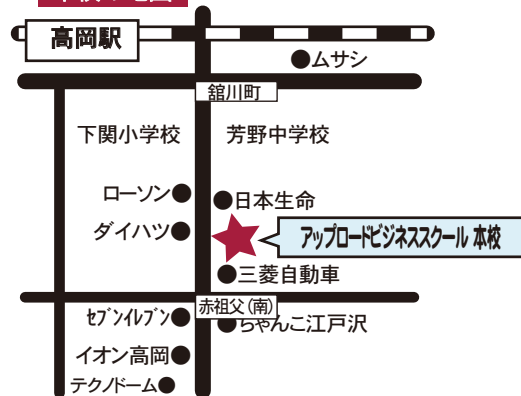 高岡駅
ムサシ
舘川町
下関小学校
芳野中学校
ローソン
日本生命
ダイハツ
アップロードビジネススクール 本校
三菱自動車
赤祖父(南)
セブンイレブン
ちゃんこ江戸沢
イオン高岡
テクノドーム